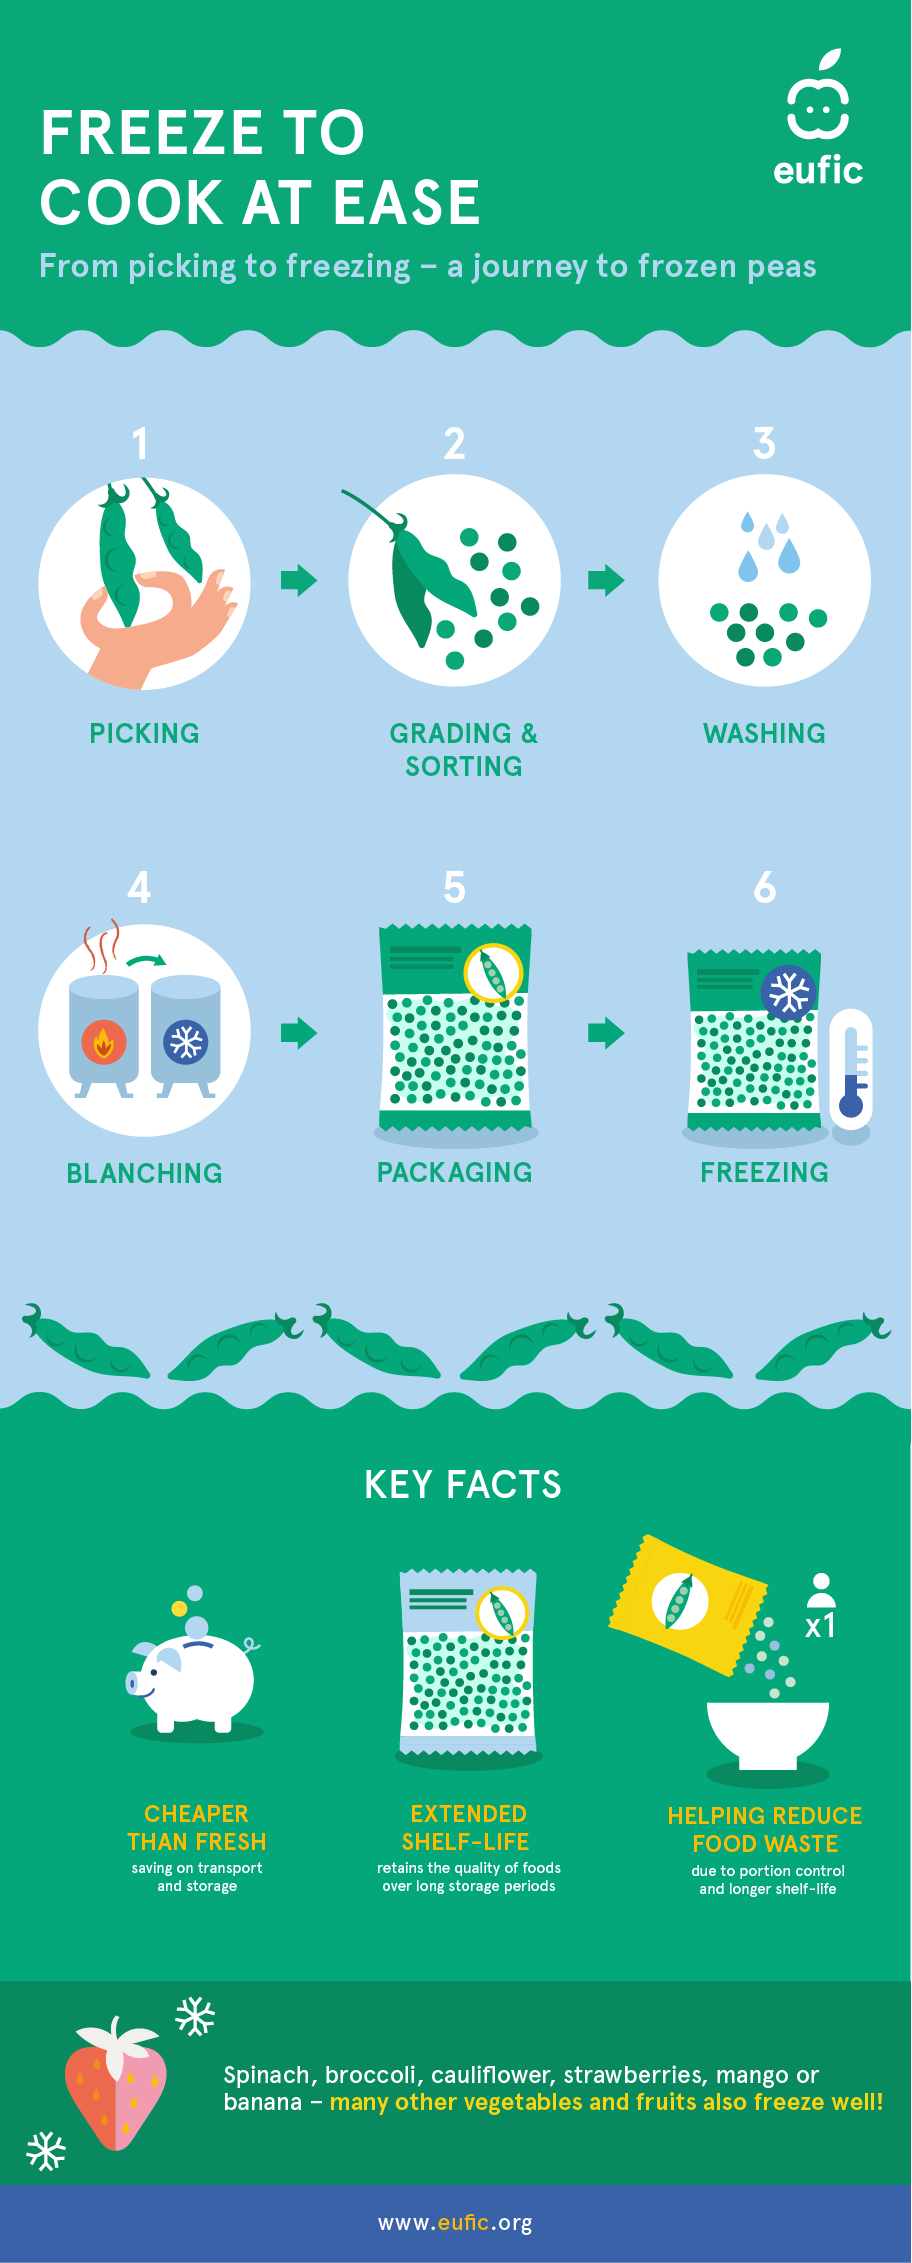 eufic
FREEZE TO
COOK AT EASE
From picking to freezing – a journey to frozen peas
1
2
3
PICKING
GRADING &
SORTING
WASHING
4
5
6
BLANCHING
PACKAGING
FREEZING
KEY FACTS
x1
CHEAPER
THAN FRESH
saving on transport
and storage
EXTENDED
SHELF-LIFE
retains the quality of foods
over long storage periods
HELPING REDUCE
FOOD WASTE
due to portion control
and longer shelf-life
Spinach, broccoli, cauliflower, strawberries, mango or
banana – many other vegetables and fruits also freeze well!
www.eufic.org